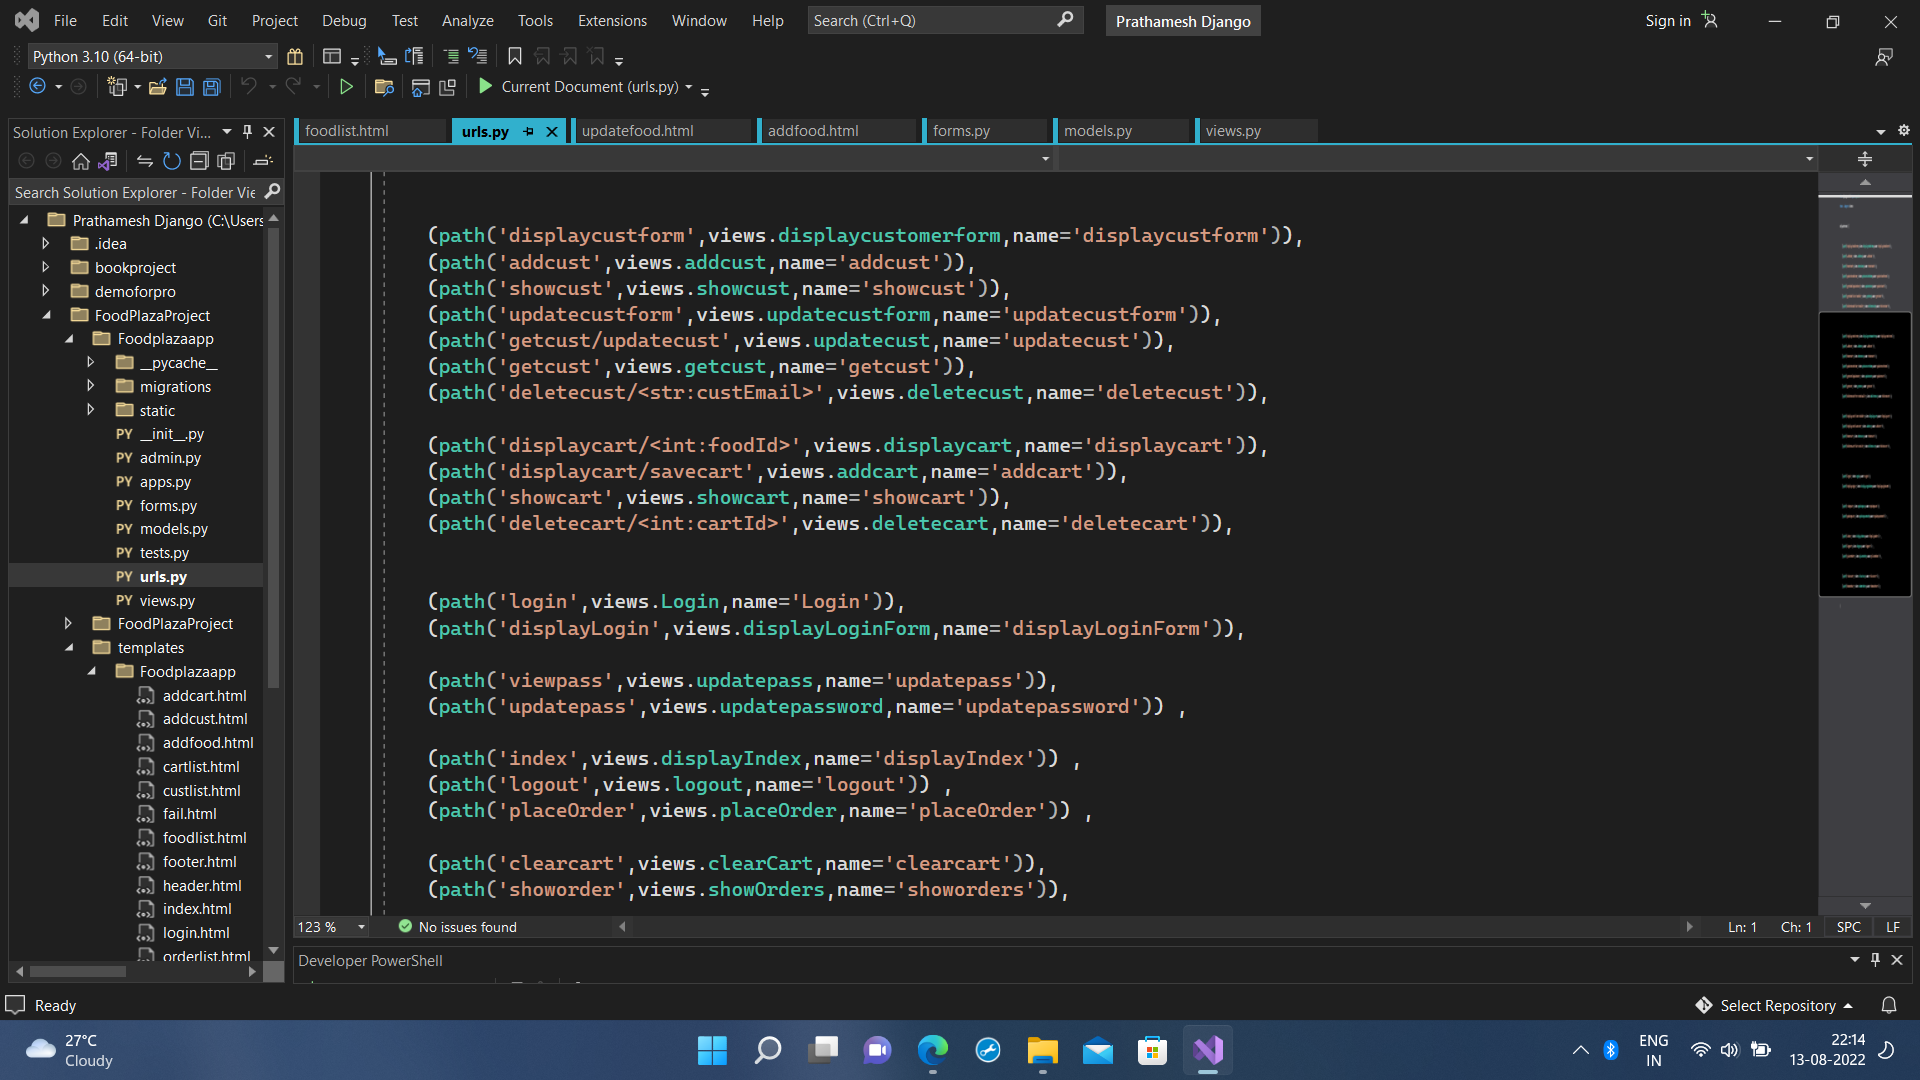 File Edit View Git Project Debug Test Analyze Tools Extensions Window Help Search (Ctrl+Q) Prathamesh Django Sign in
Python 3.10 (64-bit)
Current Document (urls.py)
Solution Explorer - Folder Vi...
foodlist.html urls.py updatefood.html addfood.html forms.py models.py views.py
Search Solution Explorer - Folder Vie
Prathamesh Django (C:\Users
.idea
bookproject
demoforpro
FoodPlazaProject
Foodplazaapp
__pycache__
migrations
static
PY __init__.py
PY admin.py
PY apps.py
PY forms.py
PY models.py
PY tests.py
PY urls.py
PY views.py
FoodPlazaProject
templates
Foodplazaapp
addcart.html
addcust.html
addfood.html
cartlist.html
custlist.html
fail.html
foodlist.html
footer.html
header.html
index.html
login.html
orderlist.html
(path('displaycustform',views.displaycustomerform,name='displaycustform')),
(path('addcust',views.addcust,name='addcust')),
(path('showcust',views.showcust,name='showcust')),
(path('updatecustform',views.updatecustform,name='updatecustform')),
(path('getcust/updatecust',views.updatecust,name='updatecust')),
(path('getcust',views.getcust,name='getcust')),
(path('deletecust/<str:custEmail>',views.deletecust,name='deletecust')),
(path('displaycart/<int:foodId>',views.displaycart,name='displaycart')),
(path('displaycart/savecart',views.addcart,name='addcart')),
(path('showcart',views.showcart,name='showcart')),
(path('deletecart/<int:cartId>',views.deletecart,name='deletecart')),
(path('login',views.Login,name='Login')),
(path('displayLogin',views.displayLoginForm,name='displayLoginForm')),
(path('viewpass',views.updatepass,name='updatepass')),
(path('updatepass',views.updatepassword,name='updatepassword')) ,
(path('index',views.displayIndex,name='displayIndex')) ,
(path('logout',views.logout,name='logout')) ,
(path('placeOrder',views.placeOrder,name='placeOrder')) ,
(path('clearcart',views.clearCart,name='clearcart')),
(path('showorder',views.showOrders,name='showorders')),
123 % No issues found Ln: 1 Ch: 1 SPC LF
Developer PowerShell
Ready Select Repository
27°C
Cloudy
ENG
IN
22:14
13-08-2022